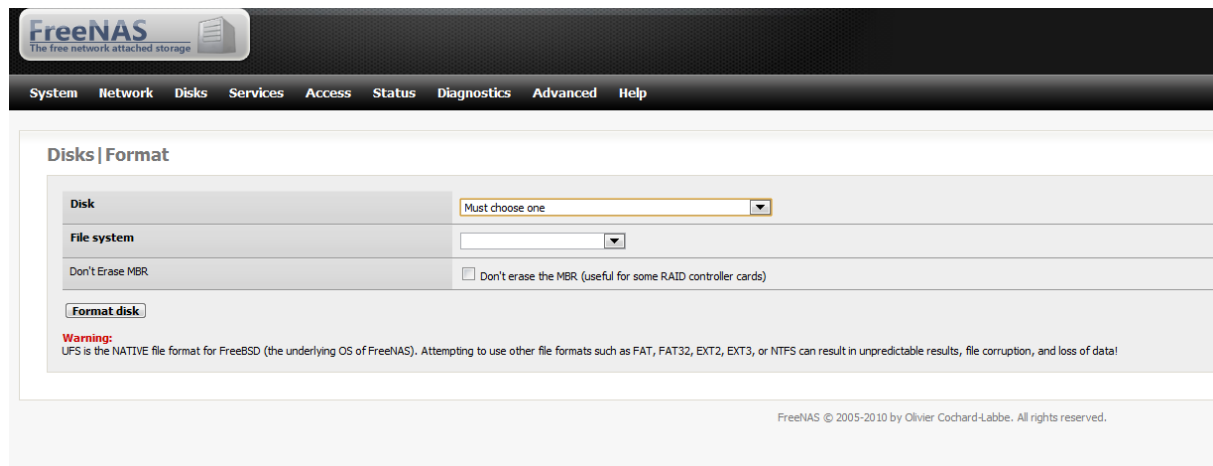 FreeNAS
The free network attached storage
System Network Disks Services Access Status Diagnostics Advanced Help
Disks|Format
Disk
Must choose one
File system
Don't Erase MBR
Don't erase the MBR (useful for some RAID controller cards)
Format disk
Warning:
UFS is the NATIVE file format for FreeBSD (the underlying OS of FreeNAS). Attempting to use other file formats such as FAT, FAT32, EXT2, EXT3, or NTFS can result in unpredictable results, file corruption, and loss of data!
FreeNAS © 2005-2010 by Olivier Cochard-Labbe. All rights reserved.